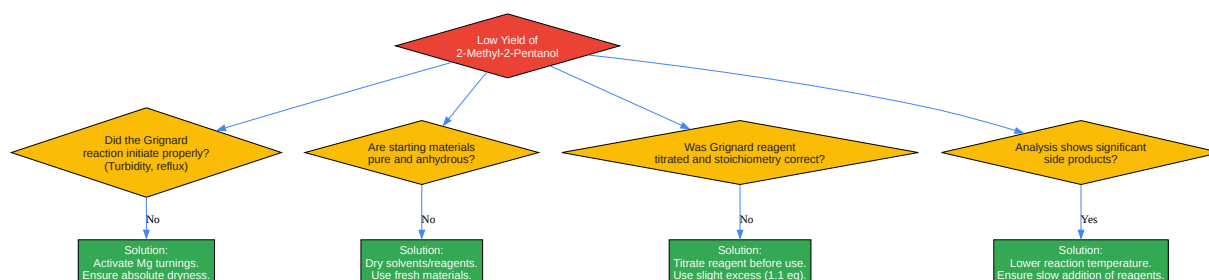 Low Yield of
2-Methyl-2-Pentanol
Did the Grignard
reaction initiate properly?
(Turbidity, reflux)
Are starting materials
pure and anhydrous?
Was Grignard reagent
titrated and stoichiometry correct?
Analysis shows significant
side products?
No
No
No
Yes
Solution:
Activate Mg turnings.
Ensure absolute dryness.
Solution:
Dry solvents/reagents.
Use fresh materials.
Solution:
Titrate reagent before use.
Use slight excess (1.1 eq).
Solution:
Lower reaction temperature.
Ensure slow addition of reagents.